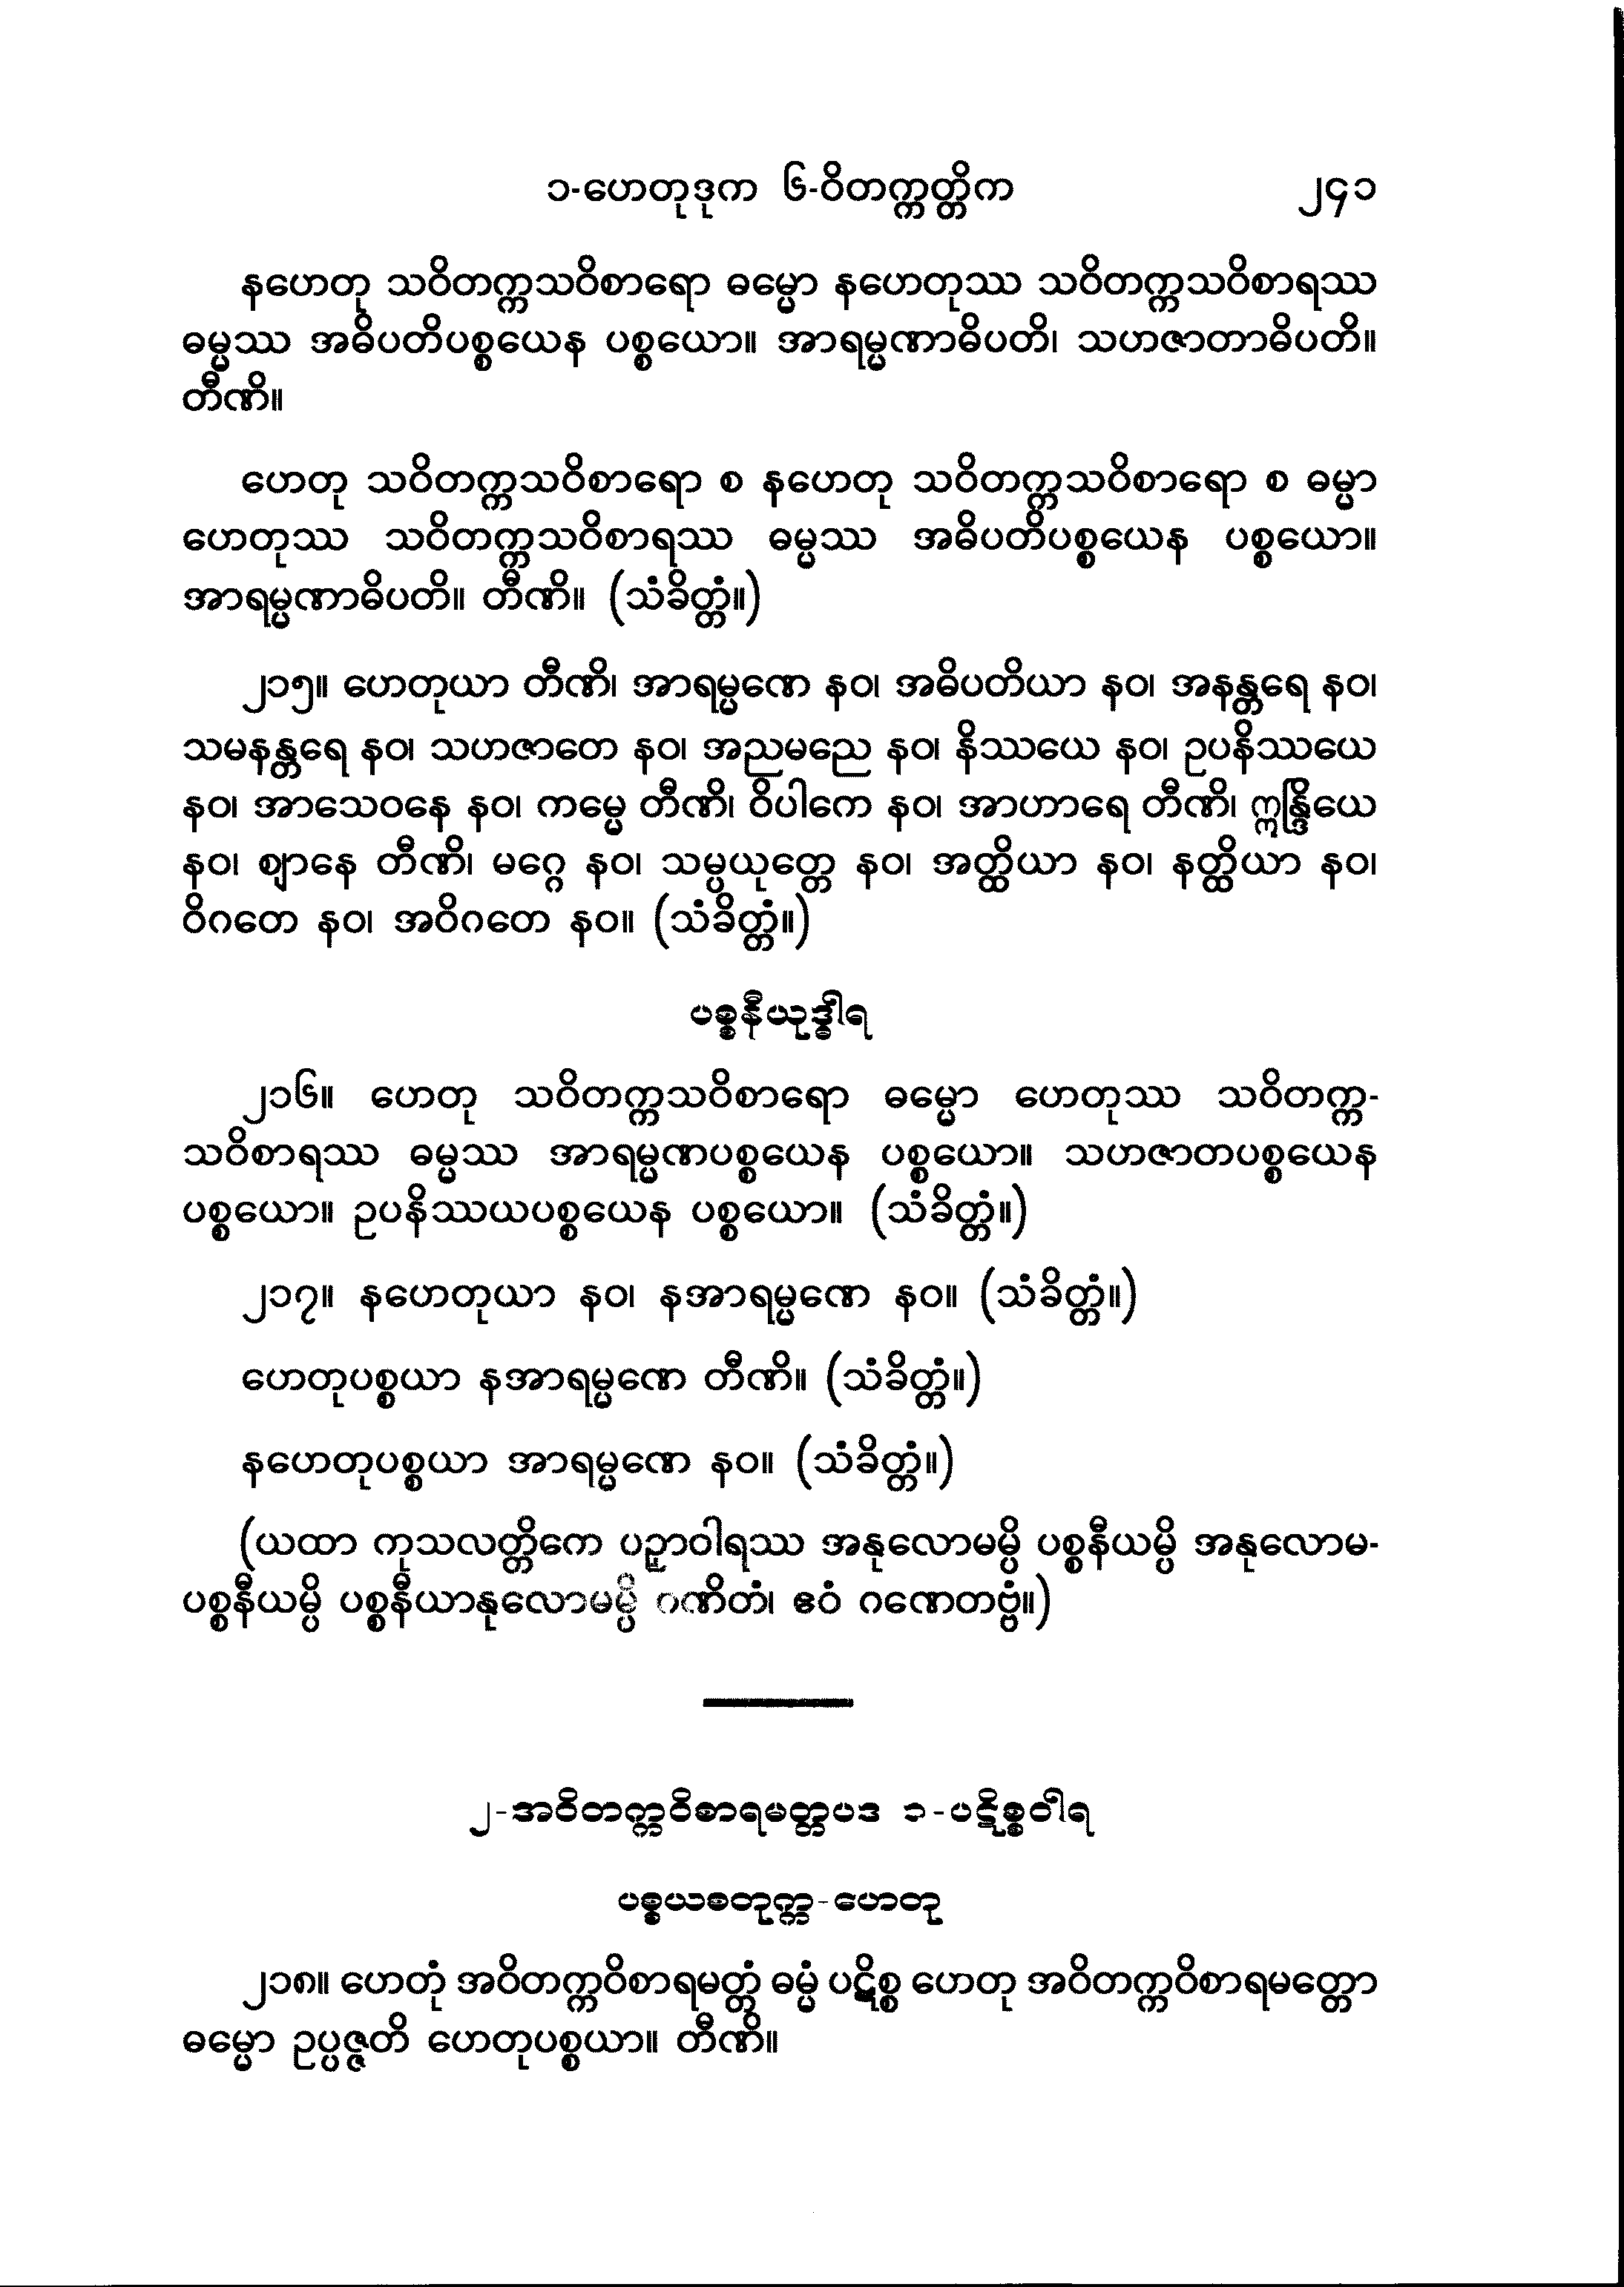 ၁-ဟေတုဒုက ၆-ဝိတက္ကတ္တိက ၂၄၁
နဟေတု သဝိတက္ကသဝိစာရော ဓမ္မော နဟေတုဿ သဝိတက္ကသဝိစာရဿ
ဓမ္မဿ အဓိပတိပစ္စယေန ပစ္စယော။ အာရမ္မဏာဓိပတိ၊ သဟဇာတာဓိပတိ။
တီဏိ။
ဟေတု သဝိတက္ကသဝိစာရော စ နဟေတု သဝိတက္ကသဝိစာရော စ ဓမ္မာ
ဟေတုဿ သဝိတက္ကသဝိစာရဿ ဓမ္မဿ အဓိပတိပစ္စယေန ပစ္စယော။
အာရမ္မဏာဓိပတိ။ တီဏိ။ (သံခိတ္တံ။)
၂၁၅။ ဟေတုယာ တီဏိ၊ အာရမ္မဏေ နဝ၊ အဓိပတိယာ နဝ၊ အနန္တရေ နဝ၊
သမနန္တရေ နဝ၊ သဟဇာတေ နဝ၊ အညမညေ နဝ၊ နိဿယေ နဝ၊ ဥပနိဿယေ
နဝ၊ အာသေဝနေ နဝ၊ ကမ္မေ တီဏိ၊ ဝိပါကေ နဝ၊ အာဟာရေ တီဏိ၊ ဣန္ဒြိယေ
နဝ၊ ဈာနေ တီဏိ၊ မဂ္ဂေ နဝ၊ သမ္ပယုတ္တေ နဝ၊ အတ္ထိယာ နဝ၊ နတ္ထိယာ နဝ၊
ဝိဂတေ နဝ၊ အဝိဂတေ နဝ။ (သံခိတ္တံ။)
ပစ္စနီယုဒ္ဓါရ
၂၁၆။ ဟေတု သဝိတက္ကသဝိစာရော ဓမ္မော ဟေတုဿ သဝိတက္က-
သဝိစာရဿ ဓမ္မဿ အာရမ္မဏပစ္စယေန ပစ္စယော။ သဟဇာတပစ္စယေန
ပစ္စယော။ ဥပနိဿယပစ္စယေန ပစ္စယော။ (သံခိတ္တံ။)
၂၁၇။ နဟေတုယာ နဝ၊ နအာရမ္မဏေ နဝ။ (သံခိတ္တံ။)
ဟေတုပစ္စယာ နအာရမ္မဏေ တီဏိ။ (သံခိတ္တံ။)
နဟေတုပစ္စယာ အာရမ္မဏေ နဝ။ (သံခိတ္တံ။)
(ယထာ ကုသလတ္တိကေ ပဉှာဝါရဿ အနုလောမမ္ပိ ပစ္စနီယမ္ပိ အနုလောမ-
ပစ္စနီယမ္ပိ ပစ္စနီယာနုလောမမ္ပိ ဂဏိတံ၊ ဧဝံ ဂဏေတဗ္ဗံ။)
၂-အဝိတက္ကဝိစာရမတ္တပဒ ၁-ပဋိစ္စဝါရ
ပစ္စယစတုက္က-ဟေတု
၂၁၈။ ဟေတုံ အဝိတက္ကဝိစာရမတ္တံ ဓမ္မံ ပဋိစ္စ ဟေတု အဝိတက္ကဝိစာရမတ္တော
ဓမ္မော ဥပ္ပဇ္ဇတိ ဟေတုပစ္စယာ။ တီဏိ။